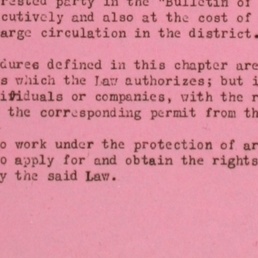 rested party in the "Bulletin of
cutively and also at the cost of
arge circulation in the district.
dures defined in this chapter are
s which the Law authorizes; but i
ividuals or companies, with the r
the corresponding permit from th
o work under the protection of ar
o apply for and obtain the rights
y the said Law.